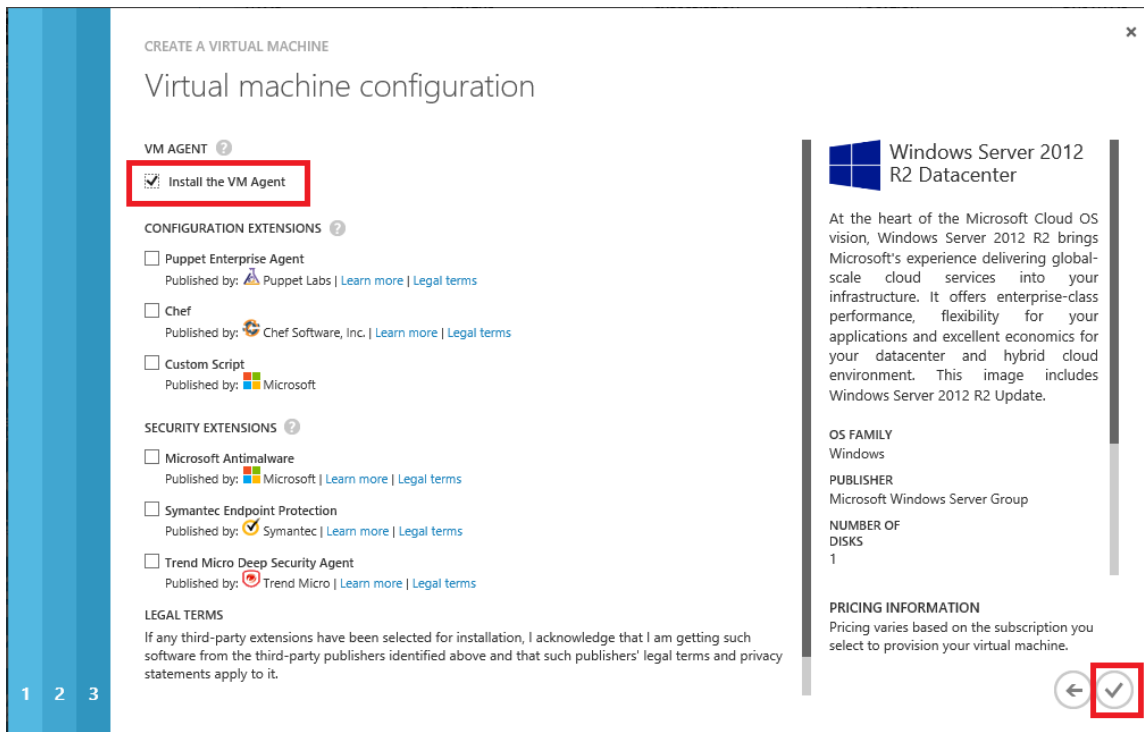 ×
CREATE A VIRTUAL MACHINE
Virtual machine configuration
VM AGENT ?
Install the VM Agent
CONFIGURATION EXTENSIONS ?
Puppet Enterprise Agent
Published by: Puppet Labs | Learn more | Legal terms
Chef
Published by: Chef Software, Inc. | Learn more | Legal terms
Custom Script
Published by: Microsoft
SECURITY EXTENSIONS ?
Microsoft Antimalware
Published by: Microsoft | Learn more | Legal terms
Symantec Endpoint Protection
Published by: Symantec | Learn more | Legal terms
Trend Micro Deep Security Agent
Published by: Trend Micro | Learn more | Legal terms
LEGAL TERMS
If any third-party extensions have been selected for installation, I acknowledge that I am getting such
software from the third-party publishers identified above and that such publishers' legal terms and privacy
statements apply to it.
Windows Server 2012
R2 Datacenter
At the heart of the Microsoft Cloud OS
vision, Windows Server 2012 R2 brings
Microsoft's experience delivering global-
scale cloud services into your
infrastructure. It offers enterprise-class
performance, flexibility for your
applications and excellent economics for
your datacenter and hybrid cloud
environment. This image includes
Windows Server 2012 R2 Update.
OS FAMILY
Windows
PUBLISHER
Microsoft Windows Server Group
NUMBER OF
DISKS
1
PRICING INFORMATION
Pricing varies based on the subscription you
select to provision your virtual machine.
1 2 3